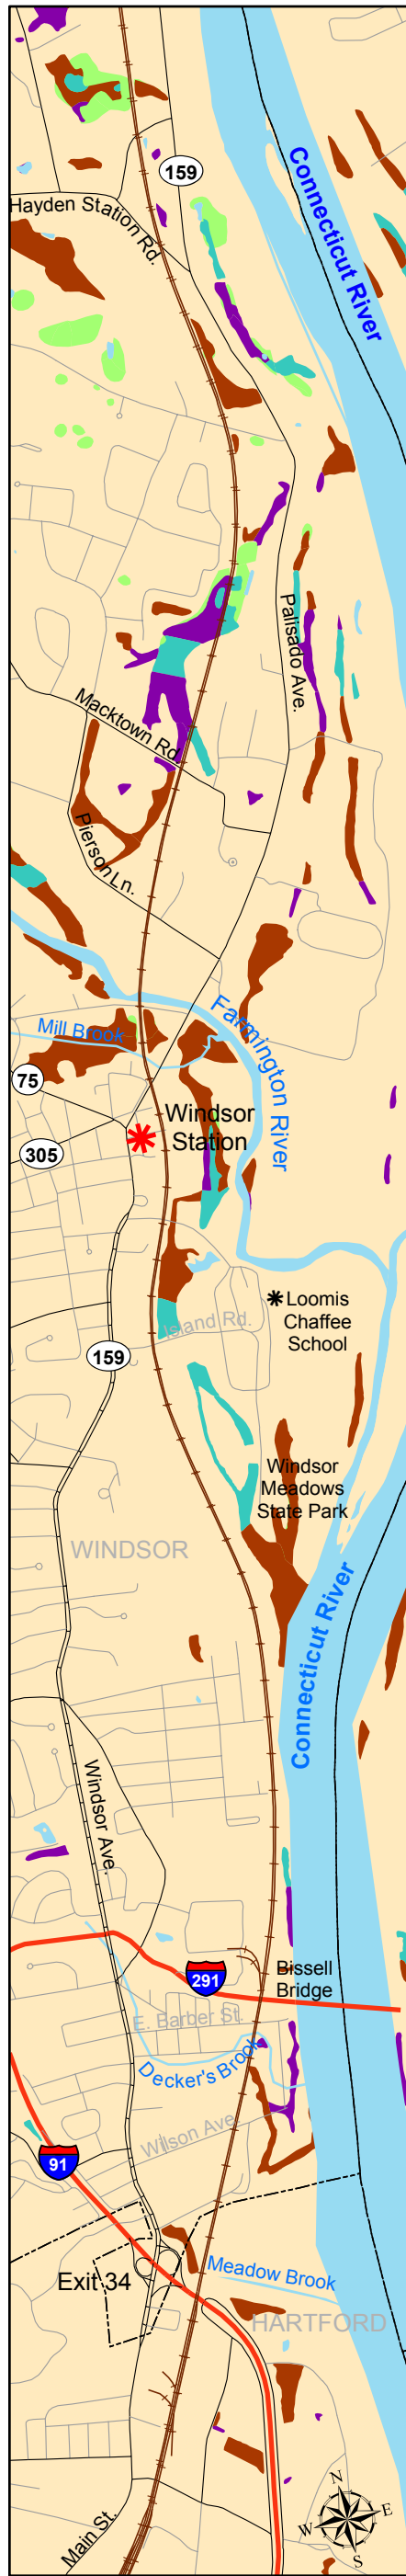 159
Connecticut River
Hayden Station Rd.
Palisado Ave.
Macktown Rd.
Pierson Ln.
Farmington River
Mill Brook
75
Windsor
Station
305
Loomis
Chaffee
School
Island Rd.
159
Windsor
Meadows
State Park
WINDSOR
Connecticut River
Windsor Ave.
Bissell
Bridge
291
E. Barber St.
Decker's Brook
Wilson Ave.
91
Meadow Brook
Exit 34
HARTFORD
N
E
W
S
Main St.